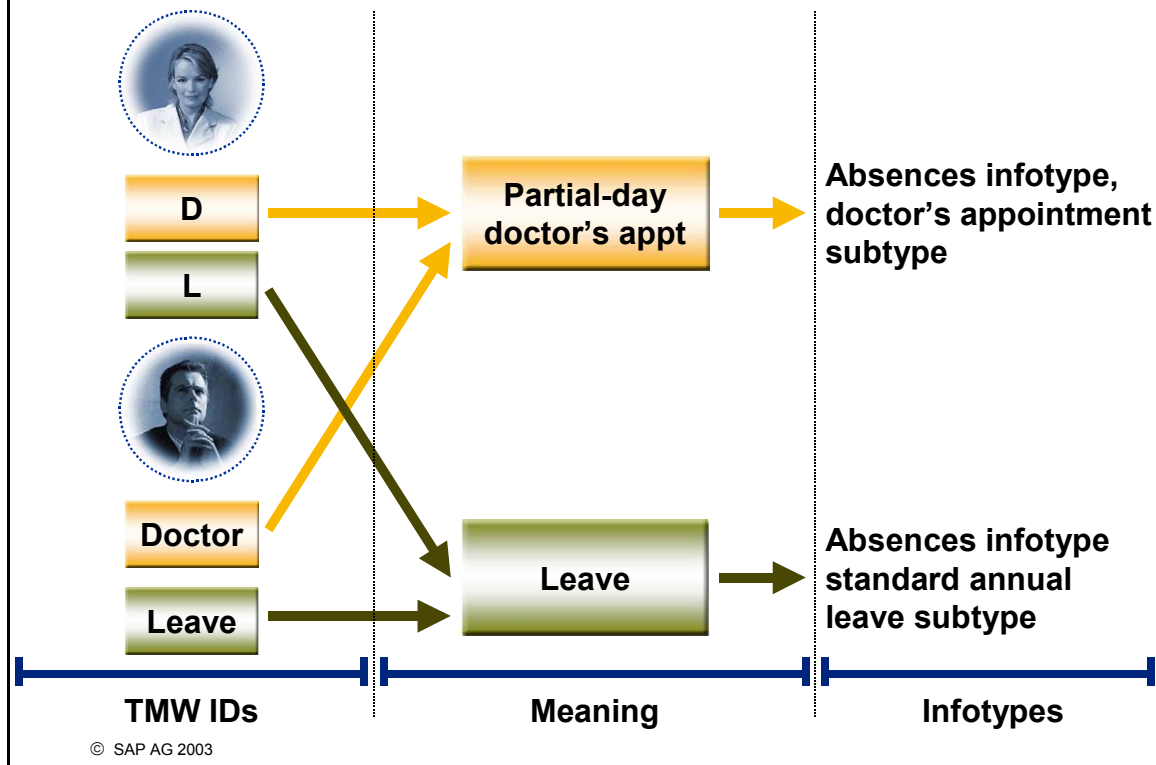 D
L
Doctor
Leave
Partial-day
doctor's appt
Leave
Absences infotype,
doctor's appointment
subtype
Absences infotype
standard annual
leave subtype
TMW IDs
Meaning
Infotypes
© SAP AG 2003